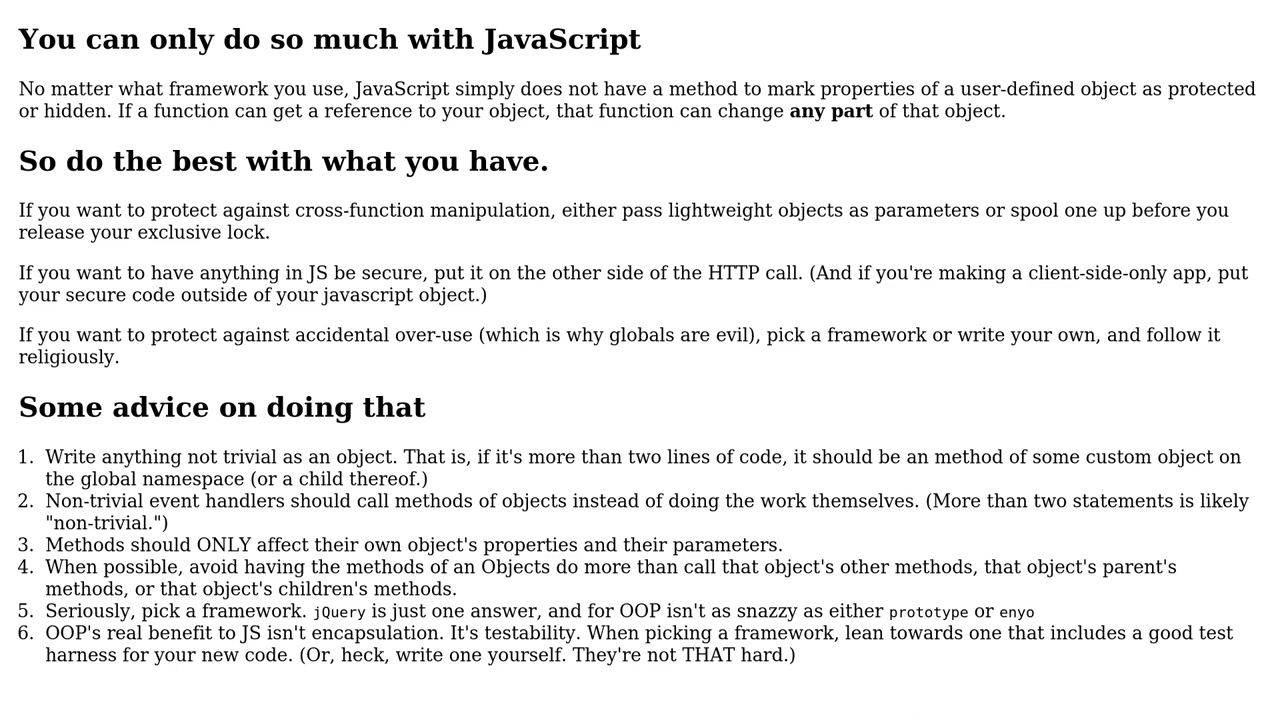 You can only do so much with JavaScript
No matter what framework you use, JavaScript simply does not have a method to mark properties of a user-defined object as protected
or hidden. If a function can get a reference to your object, that function can change any part of that object.
So do the best with what you have.
If you want to protect against cross-function manipulation, either pass lightweight objects as parameters or spool one up before you
release your exclusive lock.
If you want to have anything in JS be secure, put it on the other side of the HTTP call. (And if you're making a client-side-only app, put
your secure code outside of your javascript object.)
If you want to protect against accidental over-use (which is why globals are evil), pick a framework or write your own, and follow it
religiously.
Some advice on doing that
1. Write anything not trivial as an object. That is, if it's more than two lines of code, it should be an method of some custom object on
the global namespace (or a child thereof.)
2. Non-trivial event handlers should call methods of objects instead of doing the work themselves. (More than two statements is likely
"non-trivial.")
3. Methods should ONLY affect their own object's properties and their parameters.
4. When possible, avoid having the methods of an Objects do more than call that object's other methods, that object's parent's
methods, or that object's children's methods.
5. Seriously, pick a framework. jQuery is just one answer, and for OOP isn't as snazzy as either prototype or enyo
6. OOP's real benefit to JS isn't encapsulation. It's testability. When picking a framework, lean towards one that includes a good test
harness for your new code. (Or, heck, write one yourself. They're not THAT hard.)